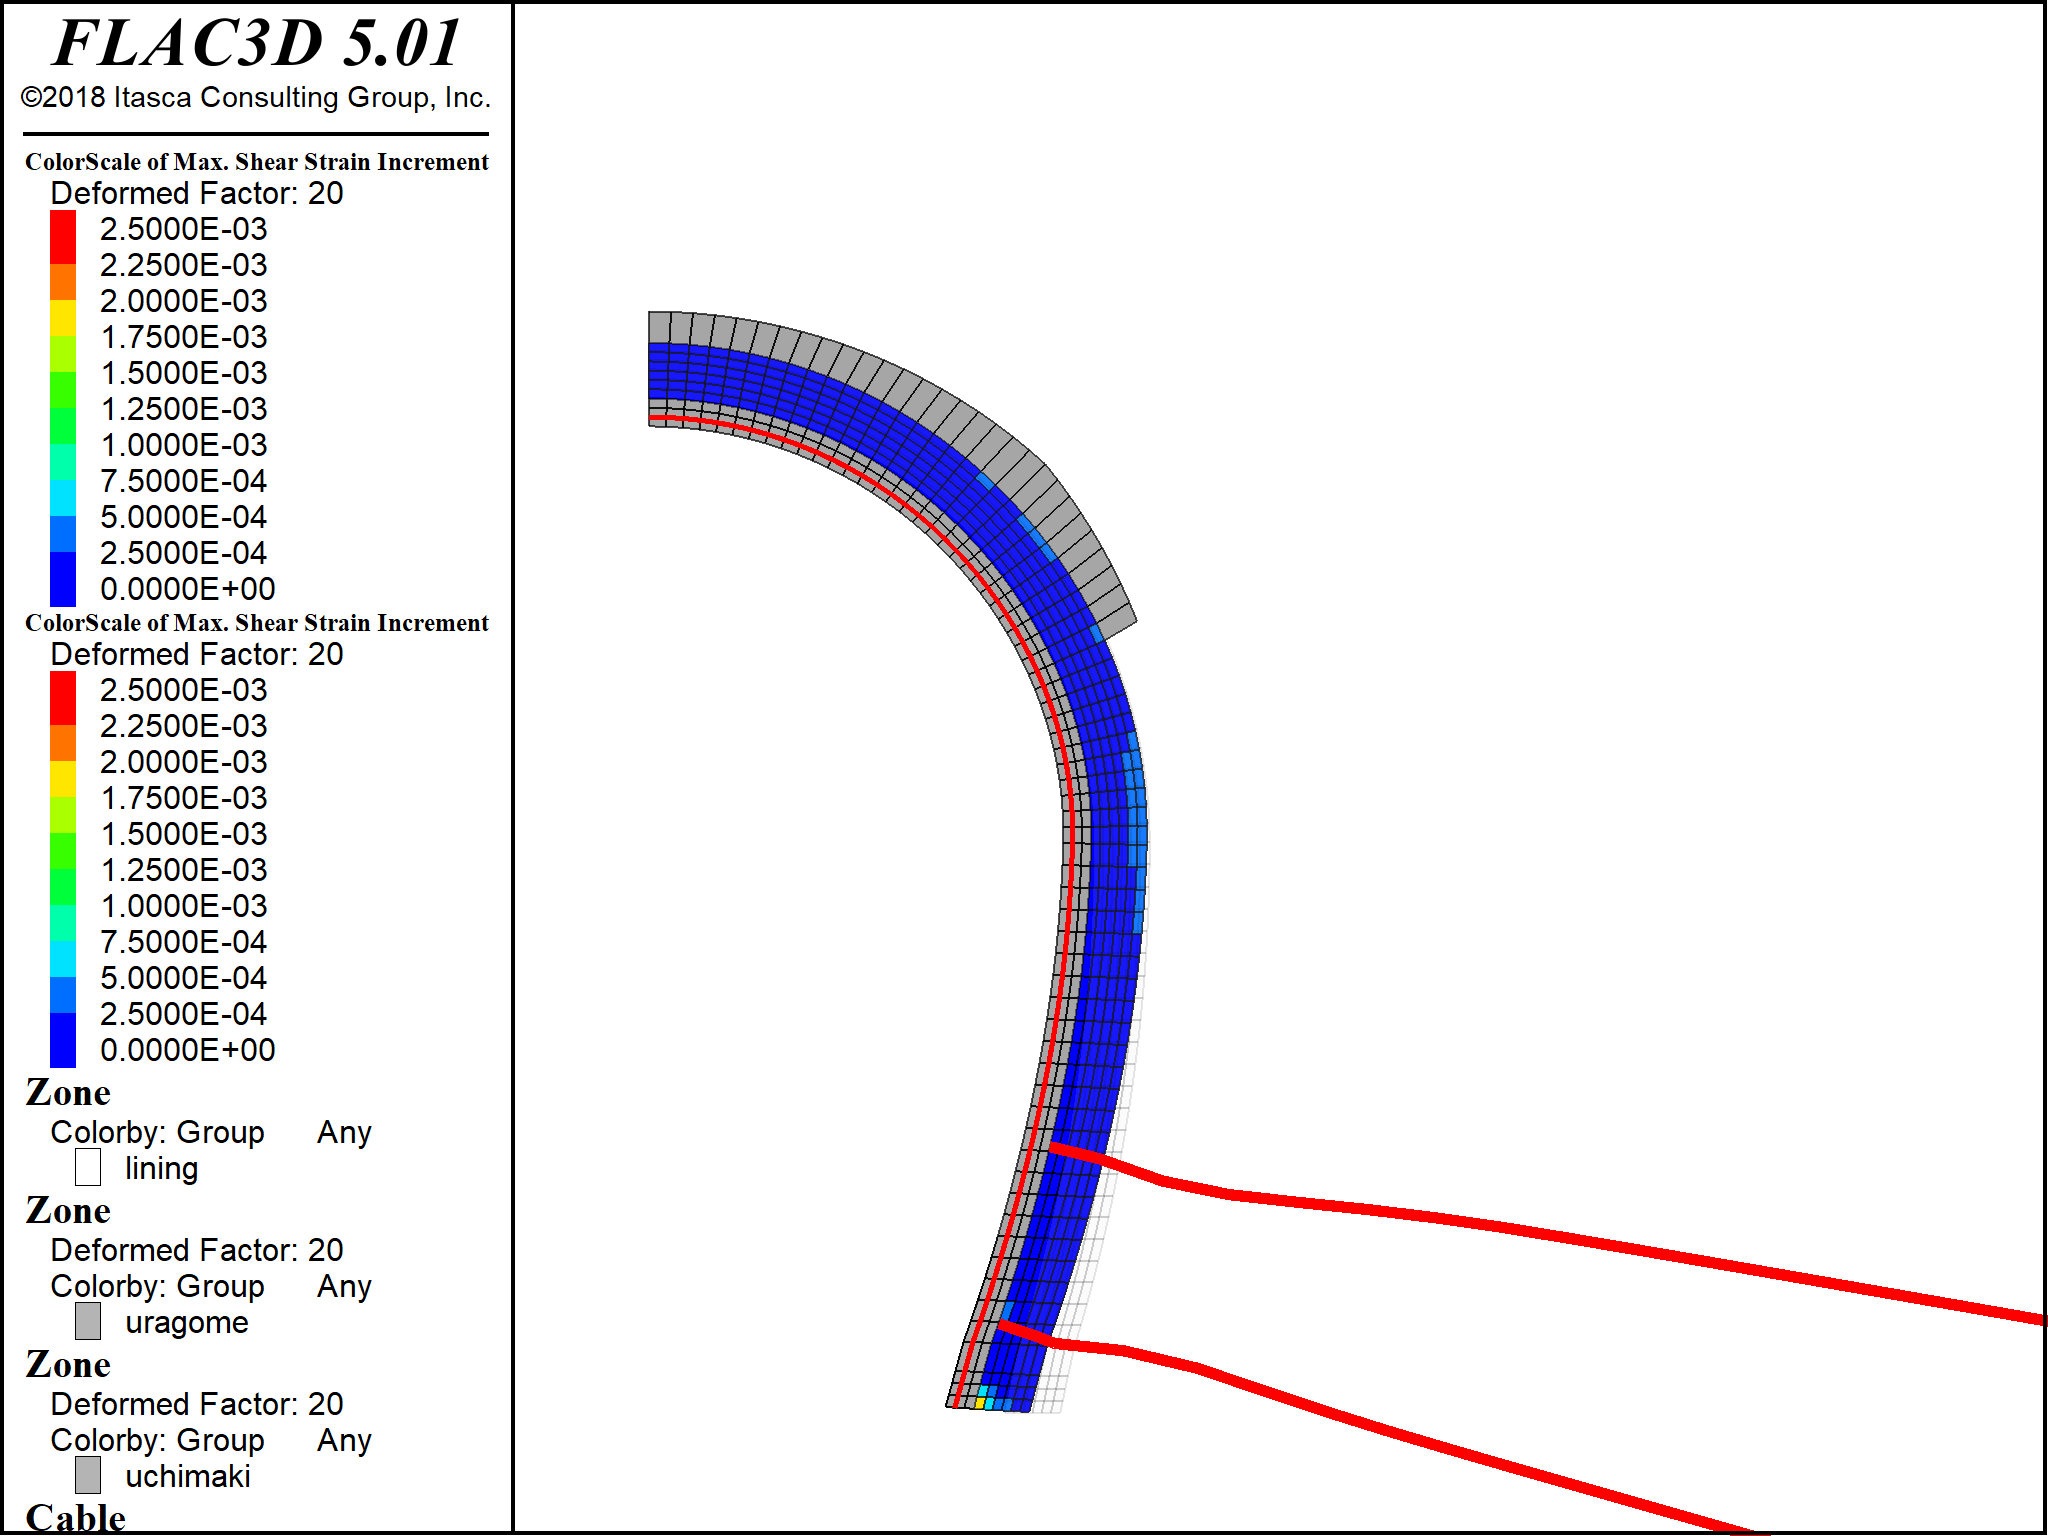 FLAC3D 5.01
©2018 Itasca Consulting Group, Inc.
ColorScale of Max. Shear Strain Increment
Deformed Factor: 20
2.5000E-03
2.2500E-03
2.0000E-03
1.7500E-03
1.5000E-03
1.2500E-03
1.0000E-03
7.5000E-04
5.0000E-04
2.5000E-04
0.0000E+00
ColorScale of Max. Shear Strain Increment
Deformed Factor: 20
2.5000E-03
2.2500E-03
2.0000E-03
1.7500E-03
1.5000E-03
1.2500E-03
1.0000E-03
7.5000E-04
5.0000E-04
2.5000E-04
0.0000E+00
Zone
Colorby: Group Any
lining
Zone
Deformed Factor: 20
Colorby: Group Any
uragome
Zone
Deformed Factor: 20
Colorby: Group Any
uchimaki
Cable